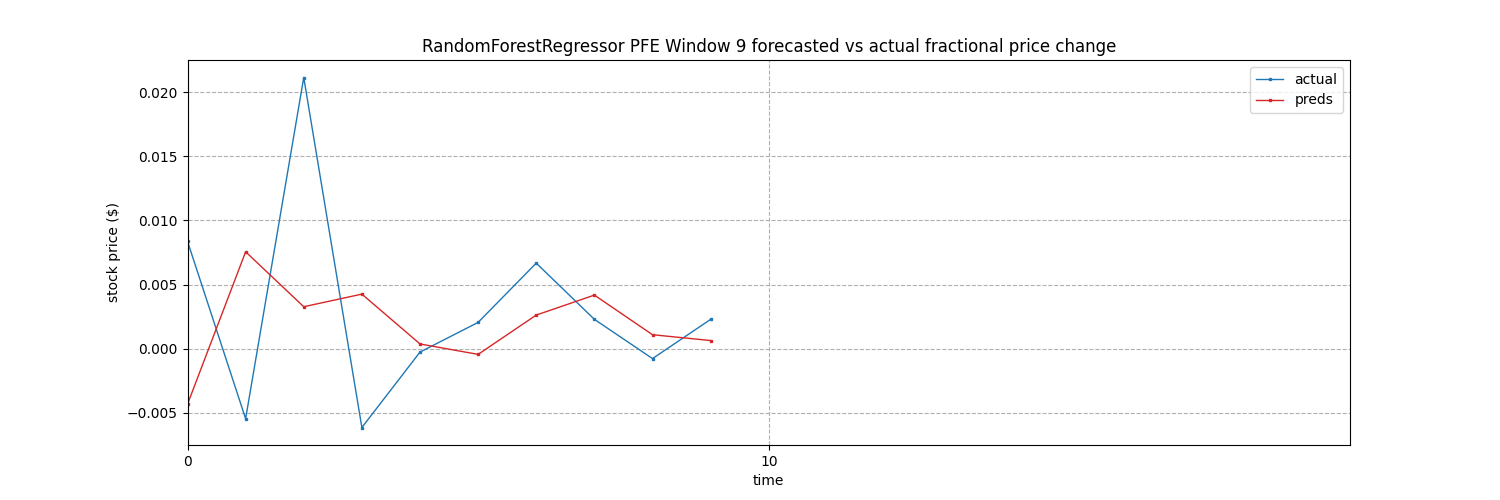 RandomForestRegressor PFE Window 9 forecasted vs actual fractional price change
actual
preds
0.020
0.015
0.010
0.005
0.000
−0.005
stock price ($)
0
10
time